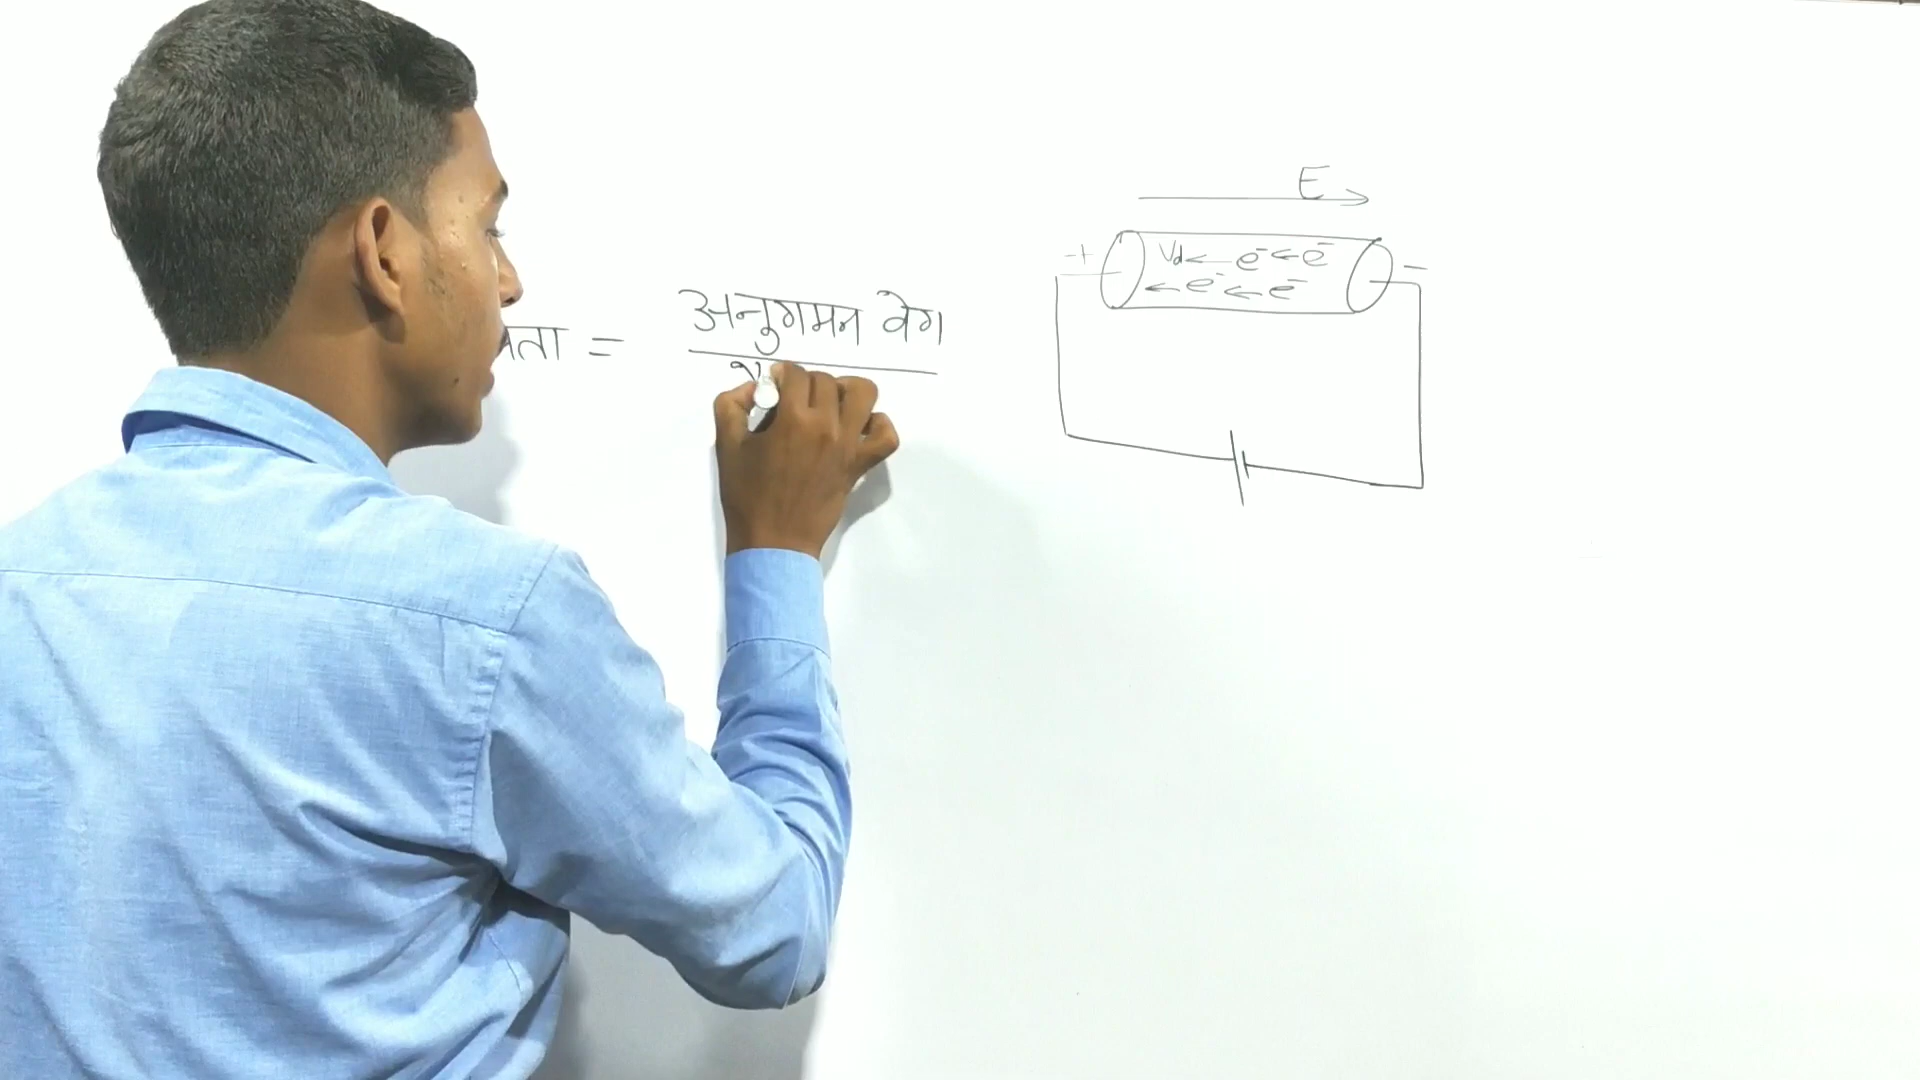 अनुगमन वेग
=
E
+ Vd ← e⁻ ← e⁻ −
← e⁻ ← e⁻